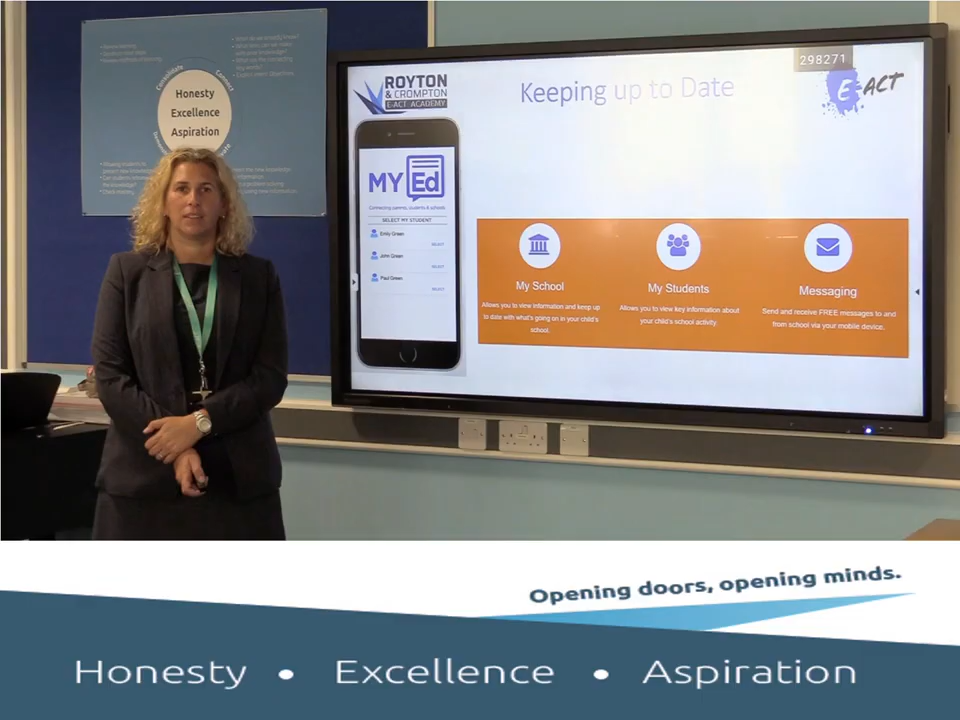 Review learning
Consolidate
Connect
Honesty
Excellence
Aspiration
ROYTON
& CROMPTON
E-ACT ACADEMY
Keeping up to Date
298271
E-ACT
MY Ed
Connecting parents, students & schools
SELECT MY STUDENT
Emily Green
SELECT
John Green
SELECT
Paul Green
SELECT
My School
Allows you to view information and keep up
to date with what's going on in your child's
school.
My Students
Allows you to view key information about
your child's school activity.
Messaging
Send and receive FREE messages to and
from school via your mobile device.
Opening doors, opening minds.
Honesty • Excellence • Aspiration